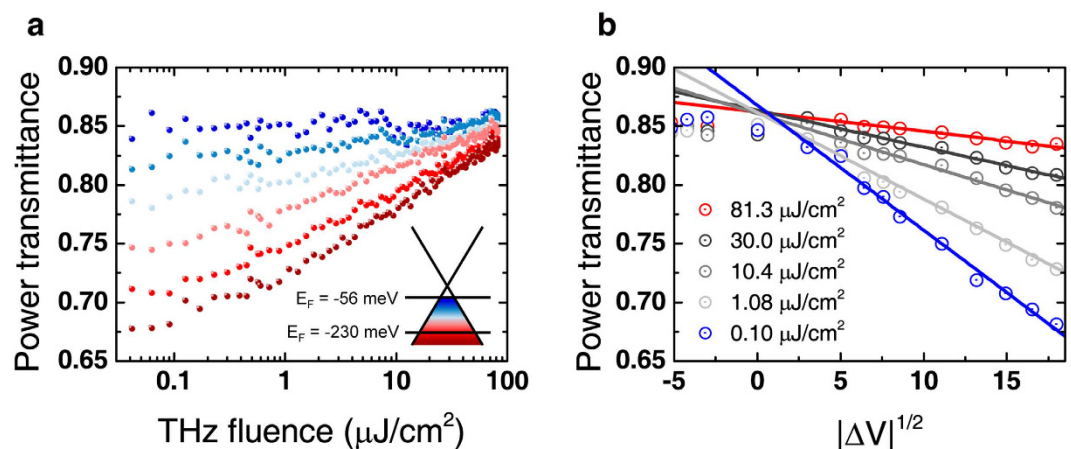 a
Power transmittance
0.90
0.85
0.80
0.75
0.70
0.65
E_F = -56 meV
E_F = -230 meV
0.1 1 10 100
THz fluence (μJ/cm²)
b
Power transmittance
0.90
0.85
0.80
0.75
0.70
0.65
81.3 μJ/cm²
30.0 μJ/cm²
10.4 μJ/cm²
1.08 μJ/cm²
0.10 μJ/cm²
-5 0 5 10 15
|ΔV|^1/2